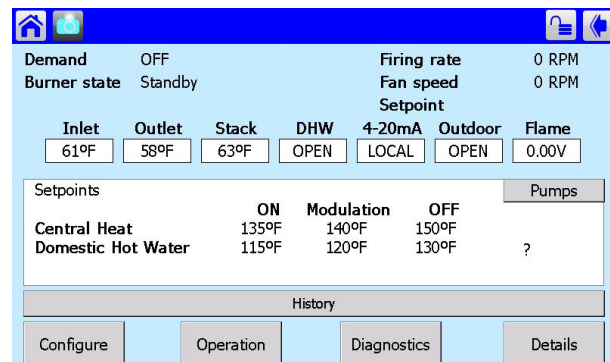 Demand OFF Firing rate 0 RPM
Burner state Standby Fan speed 0 RPM
Setpoint
Inlet Outlet Stack DHW 4-20mA Outdoor Flame
61ºF 58ºF 63ºF OPEN LOCAL OPEN 0.00V
Setpoints Pumps
ON Modulation OFF
Central Heat 135ºF 140ºF 150ºF
Domestic Hot Water 115ºF 120ºF 130ºF ?
History
Configure Operation Diagnostics Details